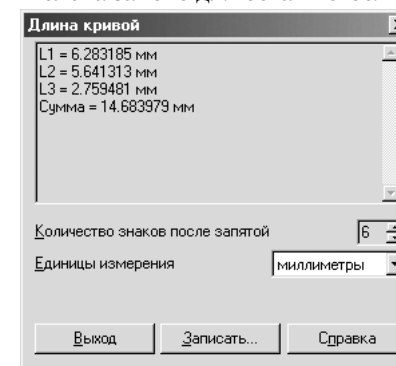 Длина кривой
L1 = 6.283185 мм
L2 = 5.641313 мм
L3 = 2.759481 мм
Сумма = 14.683979 мм
Количество знаков после запятой 6
Единицы измерения миллиметры
Выход Записать... Справка